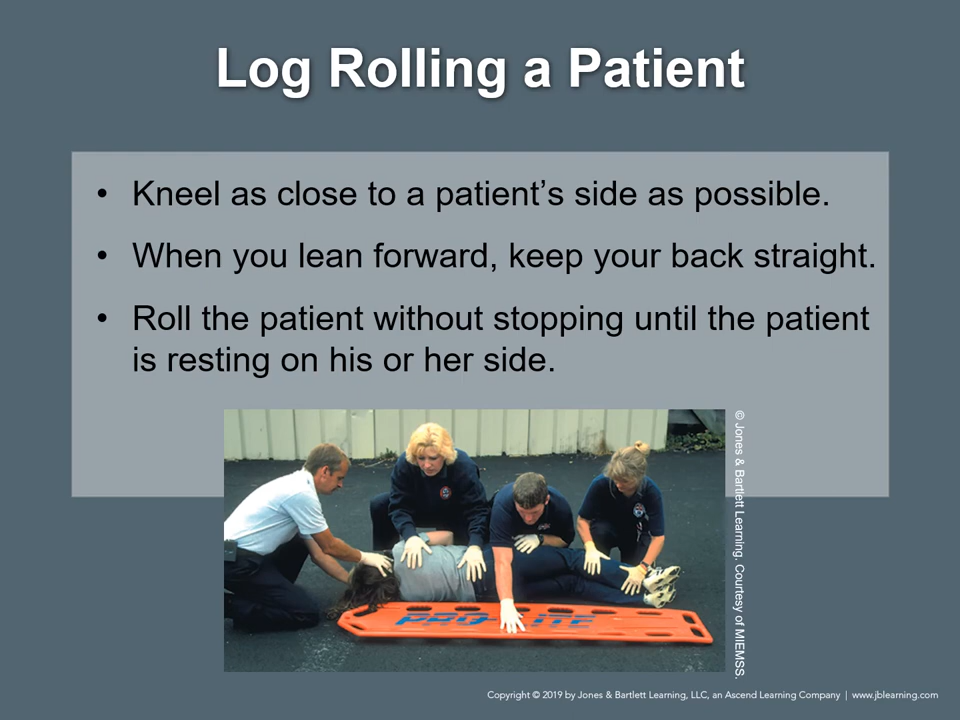 Log Rolling a Patient
• Kneel as close to a patient’s side as possible.
• When you lean forward, keep your back straight.
• Roll the patient without stopping until the patient
is resting on his or her side.
© Jones & Bartlett Learning. Courtesy of MIEMSS.
PRO-LITE
Copyright © 2019 by Jones & Bartlett Learning, LLC, an Ascend Learning Company | www.jblearning.com